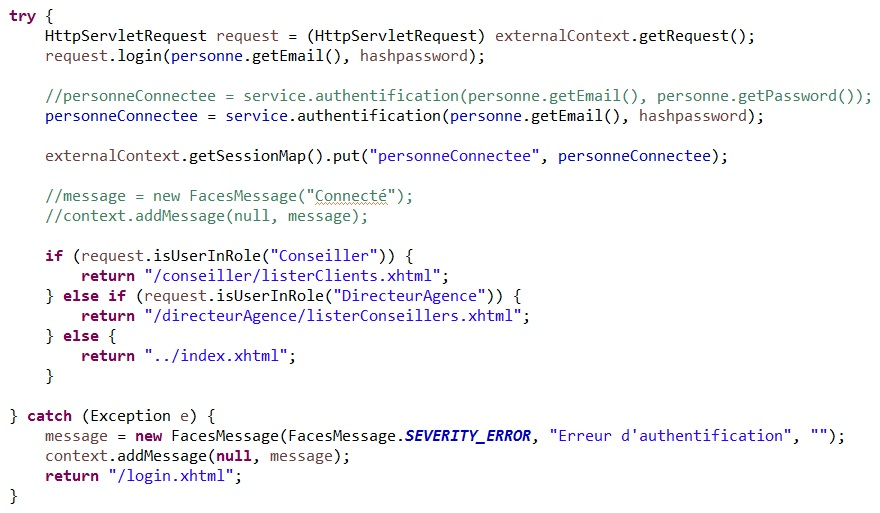 try {
    HttpServletRequest request = (HttpServletRequest) externalContext.getRequest();
    request.login(personne.getEmail(), hashpassword);

    //personneConnectee = service.authentification(personne.getEmail(), personne.getPassword());
    personneConnectee = service.authentification(personne.getEmail(), hashpassword);

    externalContext.getSessionMap().put("personneConnectee", personneConnectee);

    //message = new FacesMessage("Connecté");
    //context.addMessage(null, message);

    if (request.isUserInRole("Conseiller")) {
        return "/conseiller/listerClients.xhtml";
    } else if (request.isUserInRole("DirecteurAgence")) {
        return "/directeurAgence/listerConseillers.xhtml";
    } else {
        return "../index.xhtml";
    }

} catch (Exception e) {
    message = new FacesMessage(FacesMessage.SEVERITY_ERROR, "Erreur d'authentification", "");
    context.addMessage(null, message);
    return "/login.xhtml";
}